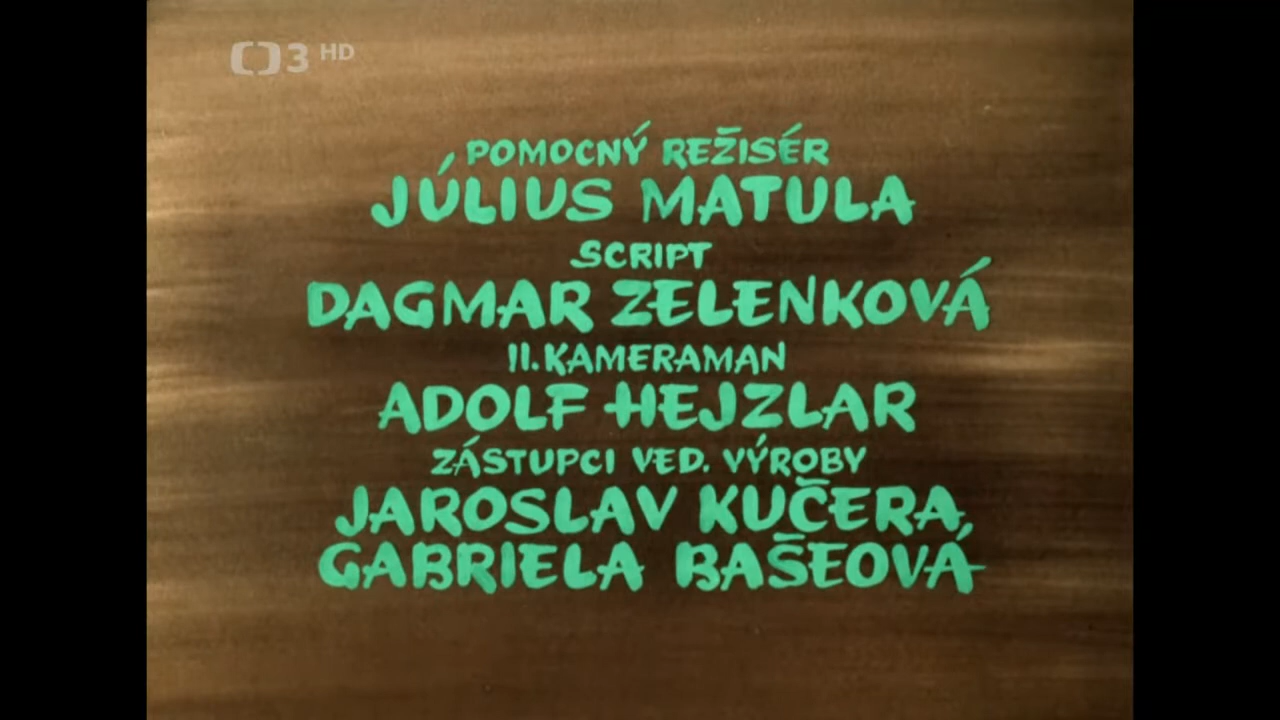 3 HD
POMOCNÝ REŽISÉR
JÚLIUS MATULA
SCRIPT
DAGMAR ZELENKOVÁ
II. KAMERAMAN
ADOLF HEJZLAR
ZÁSTUPCI VED. VÝROBY
JAROSLAV KUČERA,
GABRIELA BAŠEOVÁ